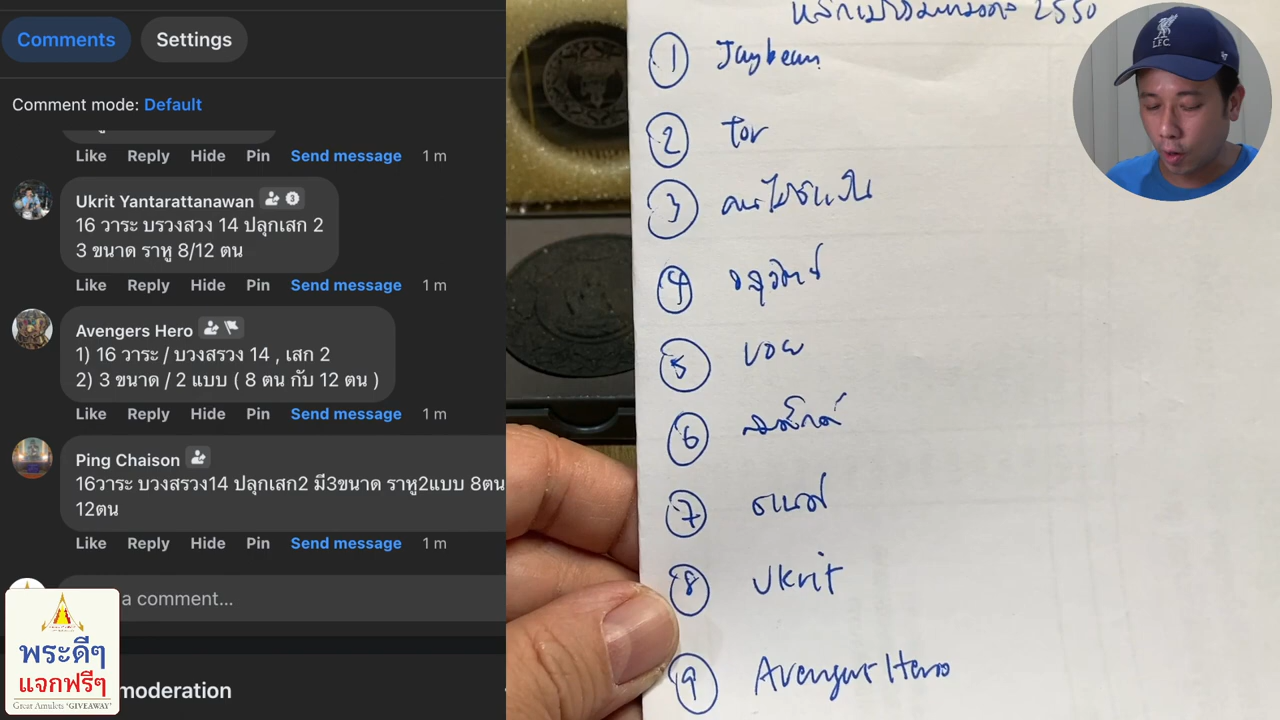 Comments
Settings
Comment mode: Default
Like Reply Hide Pin Send message 1 m
Ukrit Yantarattanawan
16 วาระ บรวงสวง 14 ปลุกเสก 2
3 ขนาด ราหู 8/12 ตน
Like Reply Hide Pin Send message 1 m
Avengers Hero
1) 16 วาระ / บวงสรวง 14 , เสก 2
2) 3 ขนาด / 2 แบบ ( 8 ตน กับ 12 ตน )
Like Reply Hide Pin Send message 1 m
Ping Chaison
16วาระ บวงสรวง14 ปลุกเสก2 มี3ขนาด ราหู2แบบ 8ตน
12ตน
Like Reply Hide Pin Send message 1 m
a comment...
moderation
พระดีๆ
แจกฟรีๆ
Great Amulets 'GIVEAWAY'
2550
1 Jaybean
2 Tor
3
4
5 บอย
6
7
8 Ukrit
9 Avengers Hero
LFC